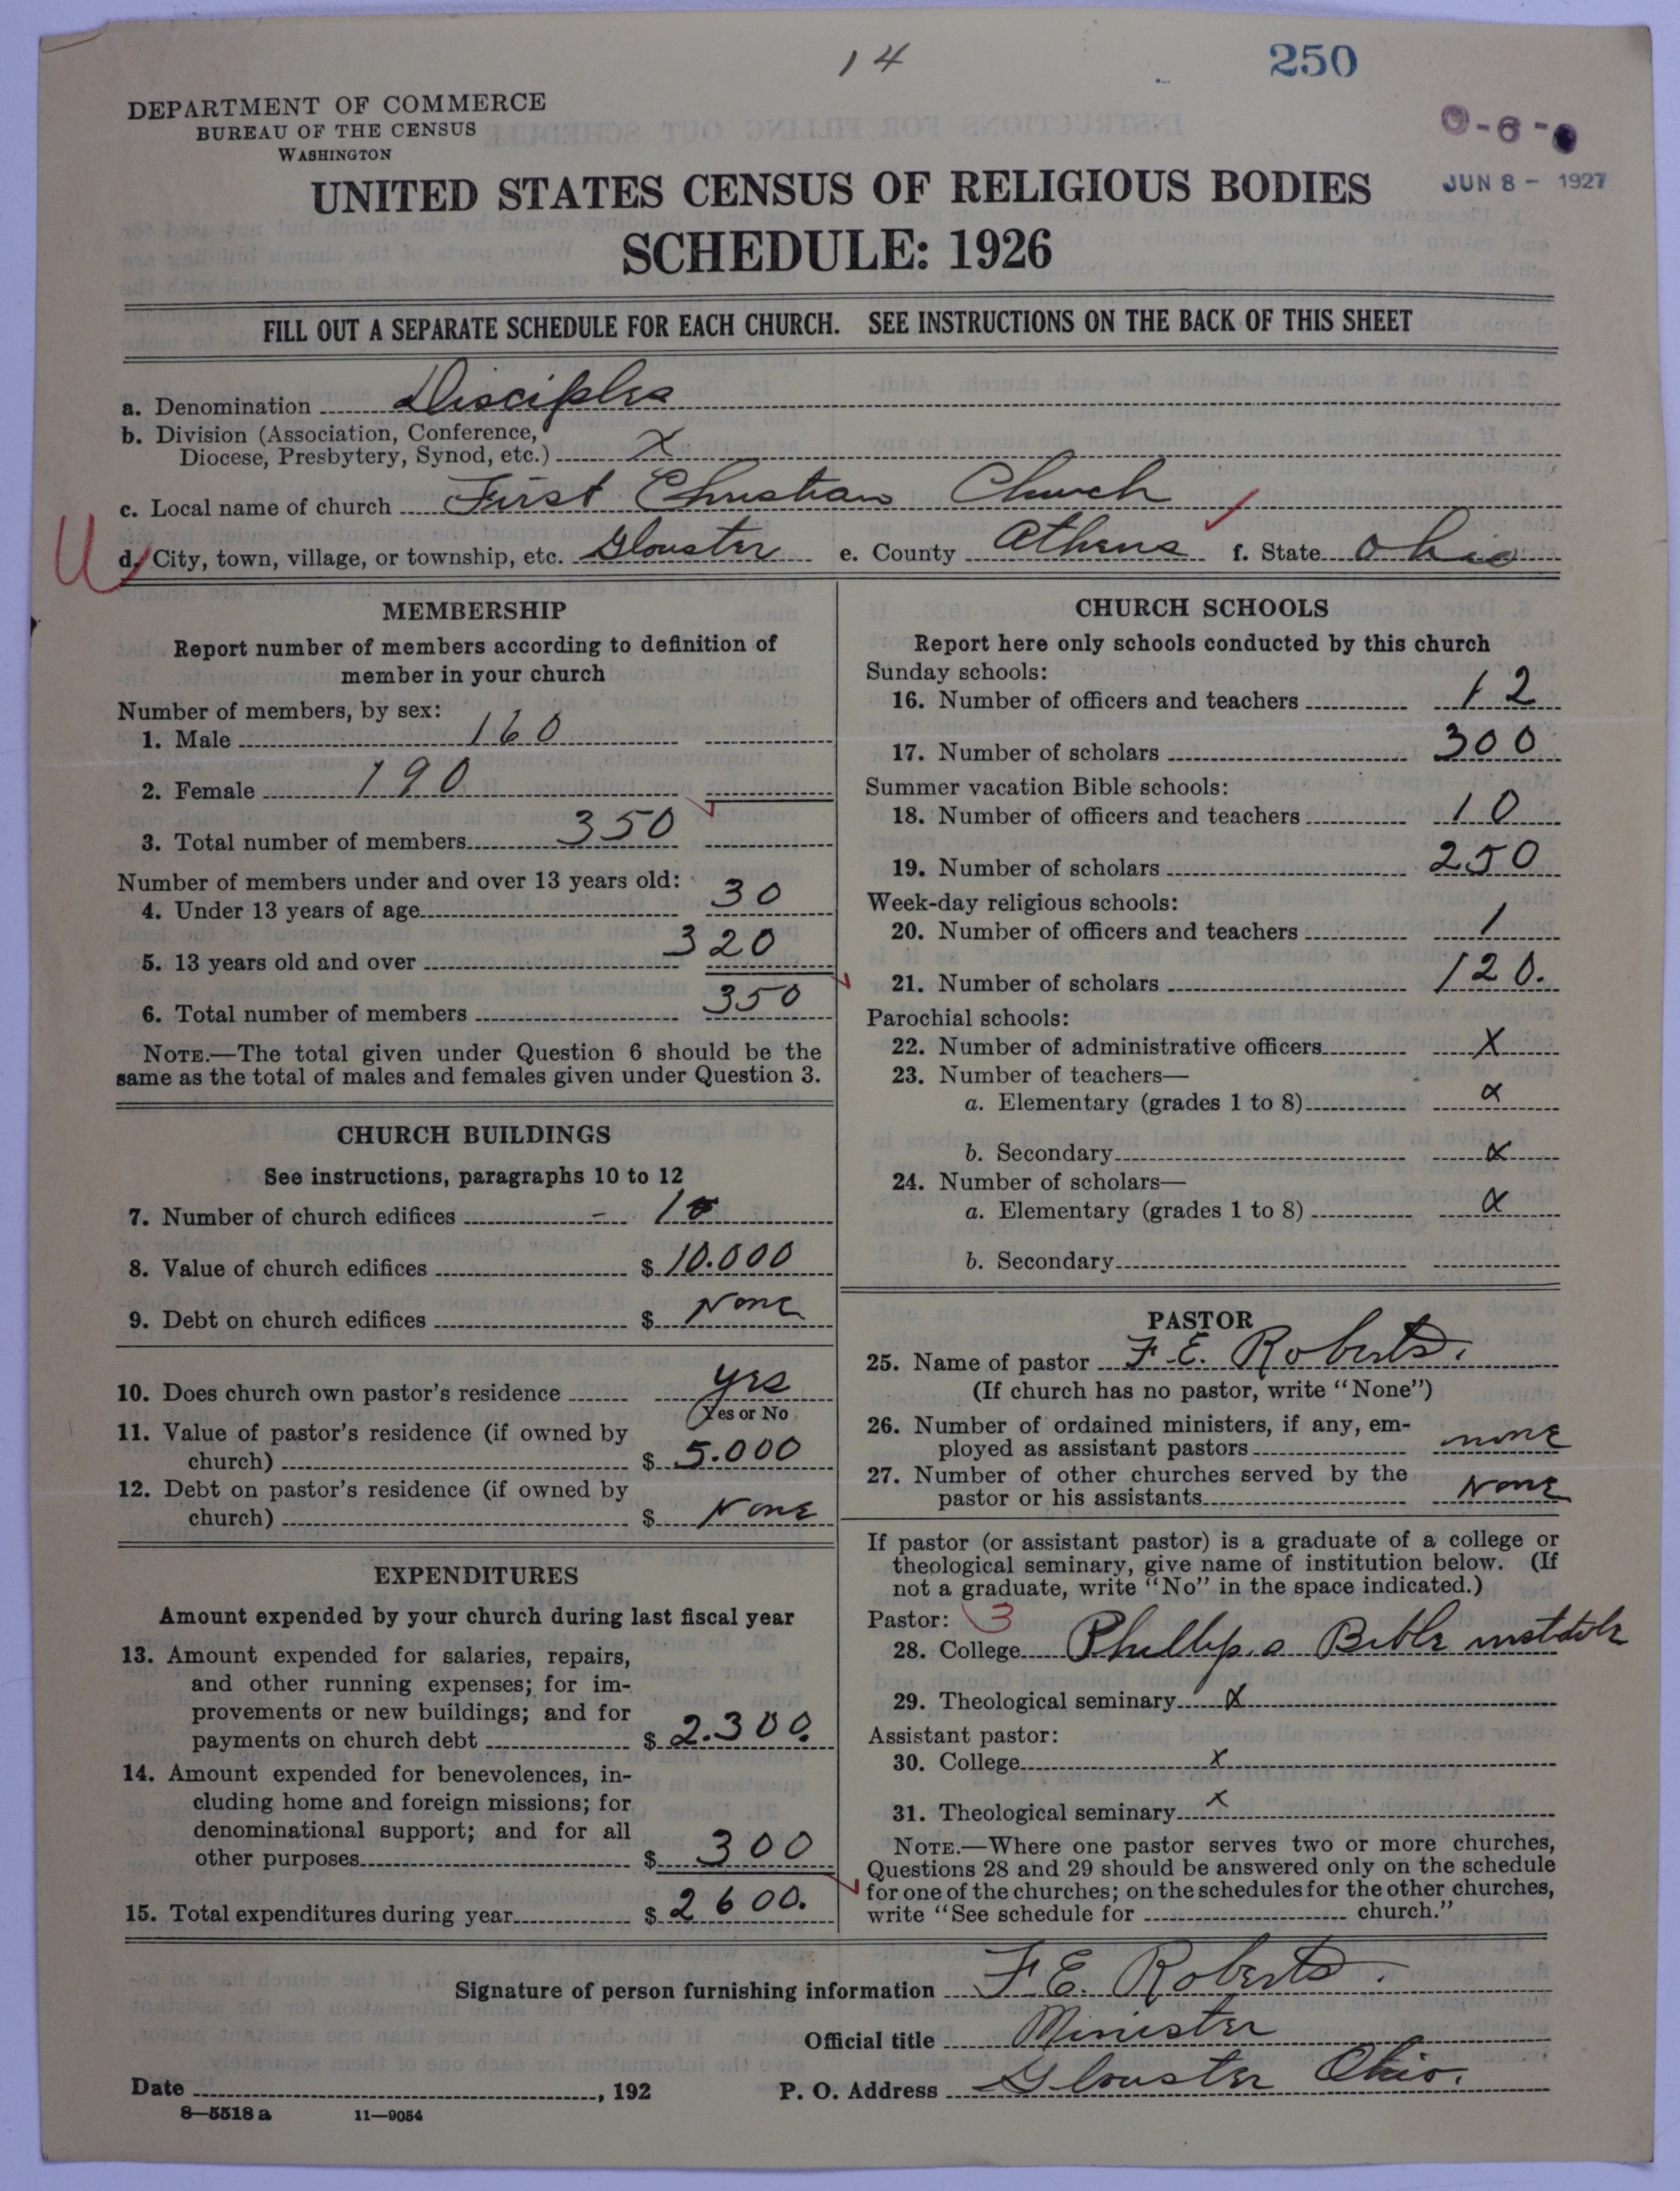 14
250
DEPARTMENT OF COMMERCE
BUREAU OF THE CENSUS
WASHINGTON
JUN 8 - 1927
UNITED STATES CENSUS OF RELIGIOUS BODIES
SCHEDULE: 1926
FILL OUT A SEPARATE SCHEDULE FOR EACH CHURCH. SEE INSTRUCTIONS ON THE BACK OF THIS SHEET
a. Denomination Disciples
b. Division (Association, Conference,
Diocese, Presbytery, Synod, etc.) X
c. Local name of church First Christian Church
U d. City, town, village, or township, etc. Glouster e. County Athens f. State Ohio
MEMBERSHIP
Report number of members according to definition of
member in your church
Number of members, by sex:
1. Male 160
2. Female 190
3. Total number of members 350
Number of members under and over 13 years old:
4. Under 13 years of age 30
5. 13 years old and over 320
6. Total number of members 350
NOTE.—The total given under Question 6 should be the
same as the total of males and females given under Question 3.
CHURCH BUILDINGS
See instructions, paragraphs 10 to 12
7. Number of church edifices 1
8. Value of church edifices $ 10.000
9. Debt on church edifices $ None
10. Does church own pastor's residence yes
Yes or No
11. Value of pastor's residence (if owned by
church) $ 5.000
12. Debt on pastor's residence (if owned by
church) $ None
EXPENDITURES
Amount expended by your church during last fiscal year
13. Amount expended for salaries, repairs,
and other running expenses; for im-
provements or new buildings; and for
payments on church debt $ 2.300.
14. Amount expended for benevolences, in-
cluding home and foreign missions; for
denominational support; and for all
other purposes $ 300
15. Total expenditures during year $ 2600.
CHURCH SCHOOLS
Report here only schools conducted by this church
Sunday schools:
16. Number of officers and teachers 12
17. Number of scholars 300
Summer vacation Bible schools:
18. Number of officers and teachers 10
19. Number of scholars 250
Week-day religious schools:
20. Number of officers and teachers 1
21. Number of scholars 120.
Parochial schools:
22. Number of administrative officers X
23. Number of teachers—
a. Elementary (grades 1 to 8) X
b. Secondary X
24. Number of scholars—
a. Elementary (grades 1 to 8) X
b. Secondary
PASTOR
25. Name of pastor F. E. Roberts.
(If church has no pastor, write "None")
26. Number of ordained ministers, if any, em-
ployed as assistant pastors none
27. Number of other churches served by the
pastor or his assistants None
If pastor (or assistant pastor) is a graduate of a college or
theological seminary, give name of institution below. (If
not a graduate, write "No" in the space indicated.)
Pastor: 3
28. College Phillips Bible institute
29. Theological seminary X
Assistant pastor:
30. College X
31. Theological seminary X
NOTE.—Where one pastor serves two or more churches,
Questions 28 and 29 should be answered only on the schedule
for one of the churches; on the schedules for the other churches,
write "See schedule for church."
Signature of person furnishing information F. E. Roberts.
Official title Minister
Date , 192 P. O. Address Glouster Ohio.
8—5518 a 11—9054